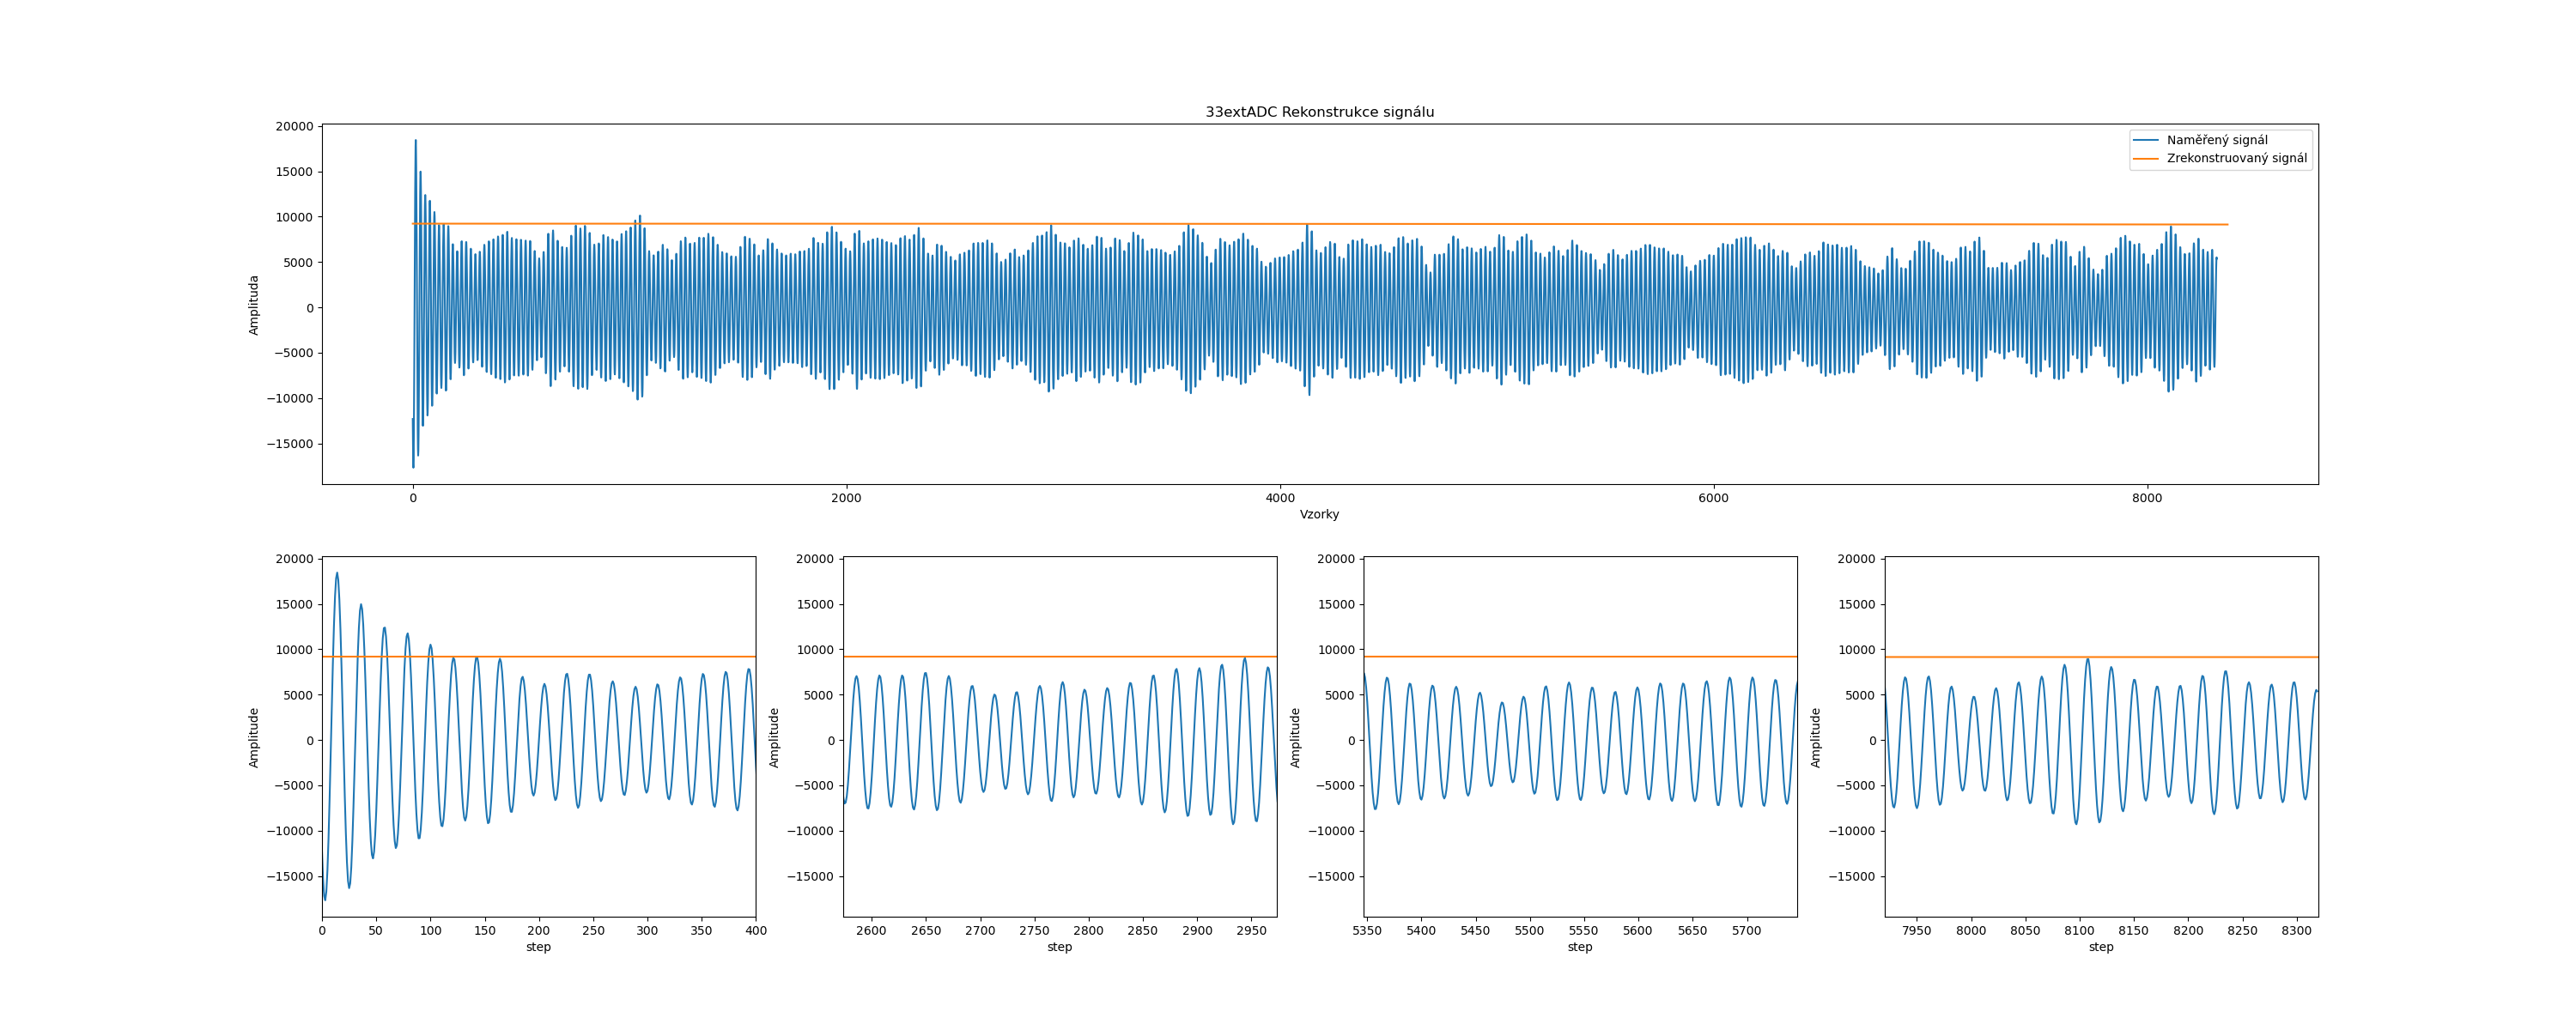 33extADC Rekonstrukce signálu
Naměřený signál
Zrekonstruovaný signál
Amplituda
20000
15000
10000
5000
0
−5000
−10000
−15000
0 2000 4000 6000 8000
Vzorky
Amplitude
20000
15000
10000
5000
0
−5000
−10000
−15000
0 50 100 150 200 250 300 350 400
step
Amplitude
20000
15000
10000
5000
0
−5000
−10000
−15000
2600 2650 2700 2750 2800 2850 2900 2950
step
Amplitude
20000
15000
10000
5000
0
−5000
−10000
−15000
5350 5400 5450 5500 5550 5600 5650 5700
step
Amplitude
20000
15000
10000
5000
0
−5000
−10000
−15000
7950 8000 8050 8100 8150 8200 8250 8300
step